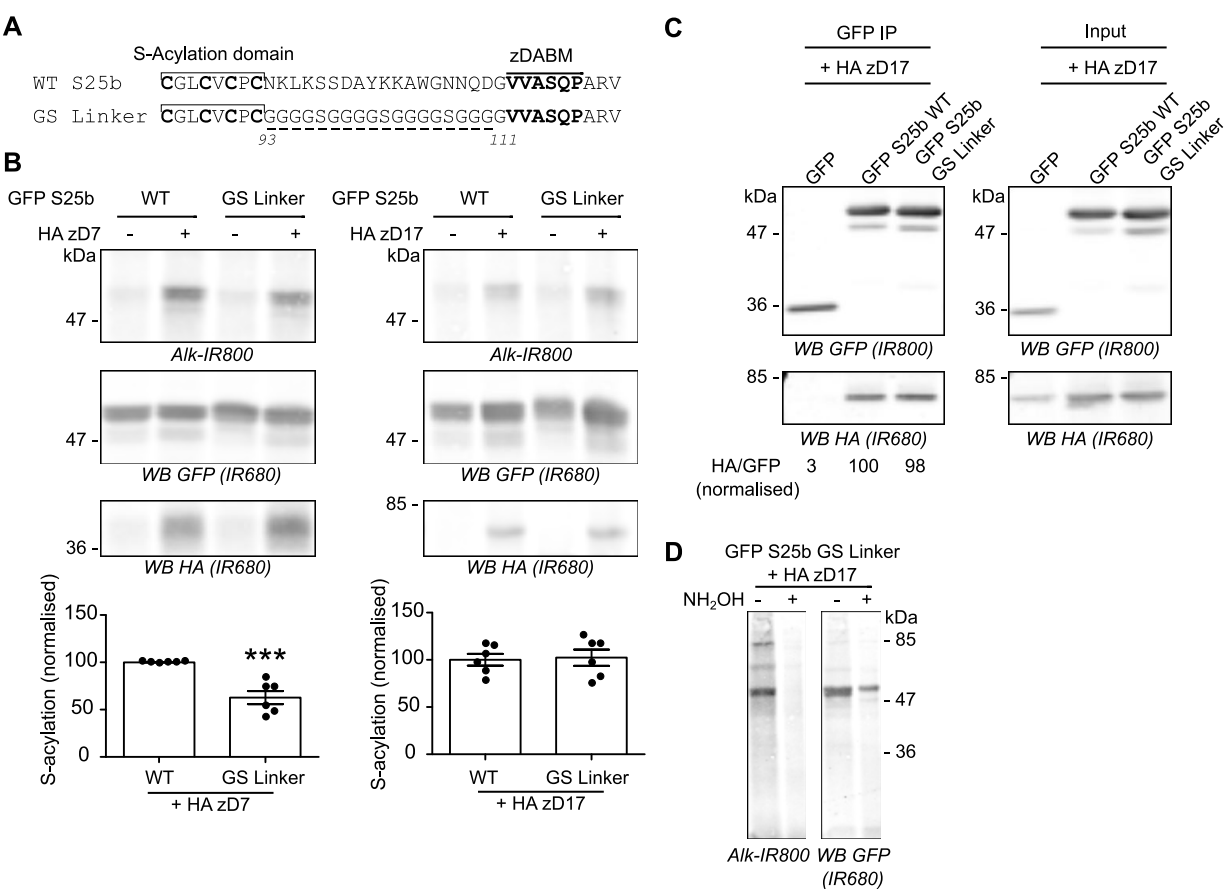 A
S-Acylation domain
zDABM
WT S25b CGLCVCPCNKLKSSDAYKKAWGNNQDGVVASQPARV
GS Linker CGLCVCPCGGGGSGGGGSGGGGSGGGGVVASQPARV
93 111
B
GFP S25b WT GS Linker
HA zD7 - + - +
kDa
47 -
Alk-IR800
47 -
WB GFP (IR680)
36 -
WB HA (IR680)
S-acylation (normalised)
150
100
50
0
***
WT GS Linker
+ HA zD7
GFP S25b WT GS Linker
HA zD17 - + - +
kDa
47 -
Alk-IR800
47 -
WB GFP (IR680)
85 -
WB HA (IR680)
S-acylation (normalised)
150
100
50
0
WT GS Linker
+ HA zD17
C
GFP IP
+ HA zD17
GFP
GFP S25b WT
GFP S25b
GS Linker
kDa
47 -
36 -
WB GFP (IR800)
85 -
WB HA (IR680)
HA/GFP 3 100 98
(normalised)
Input
+ HA zD17
GFP
GFP S25b WT
GFP S25b
GS Linker
kDa
47 -
36 -
WB GFP (IR800)
85 -
WB HA (IR680)
D
GFP S25b GS Linker
+ HA zD17
NH2OH - + - +
kDa
- 85
- 47
- 36
Alk-IR800
WB GFP
(IR680)